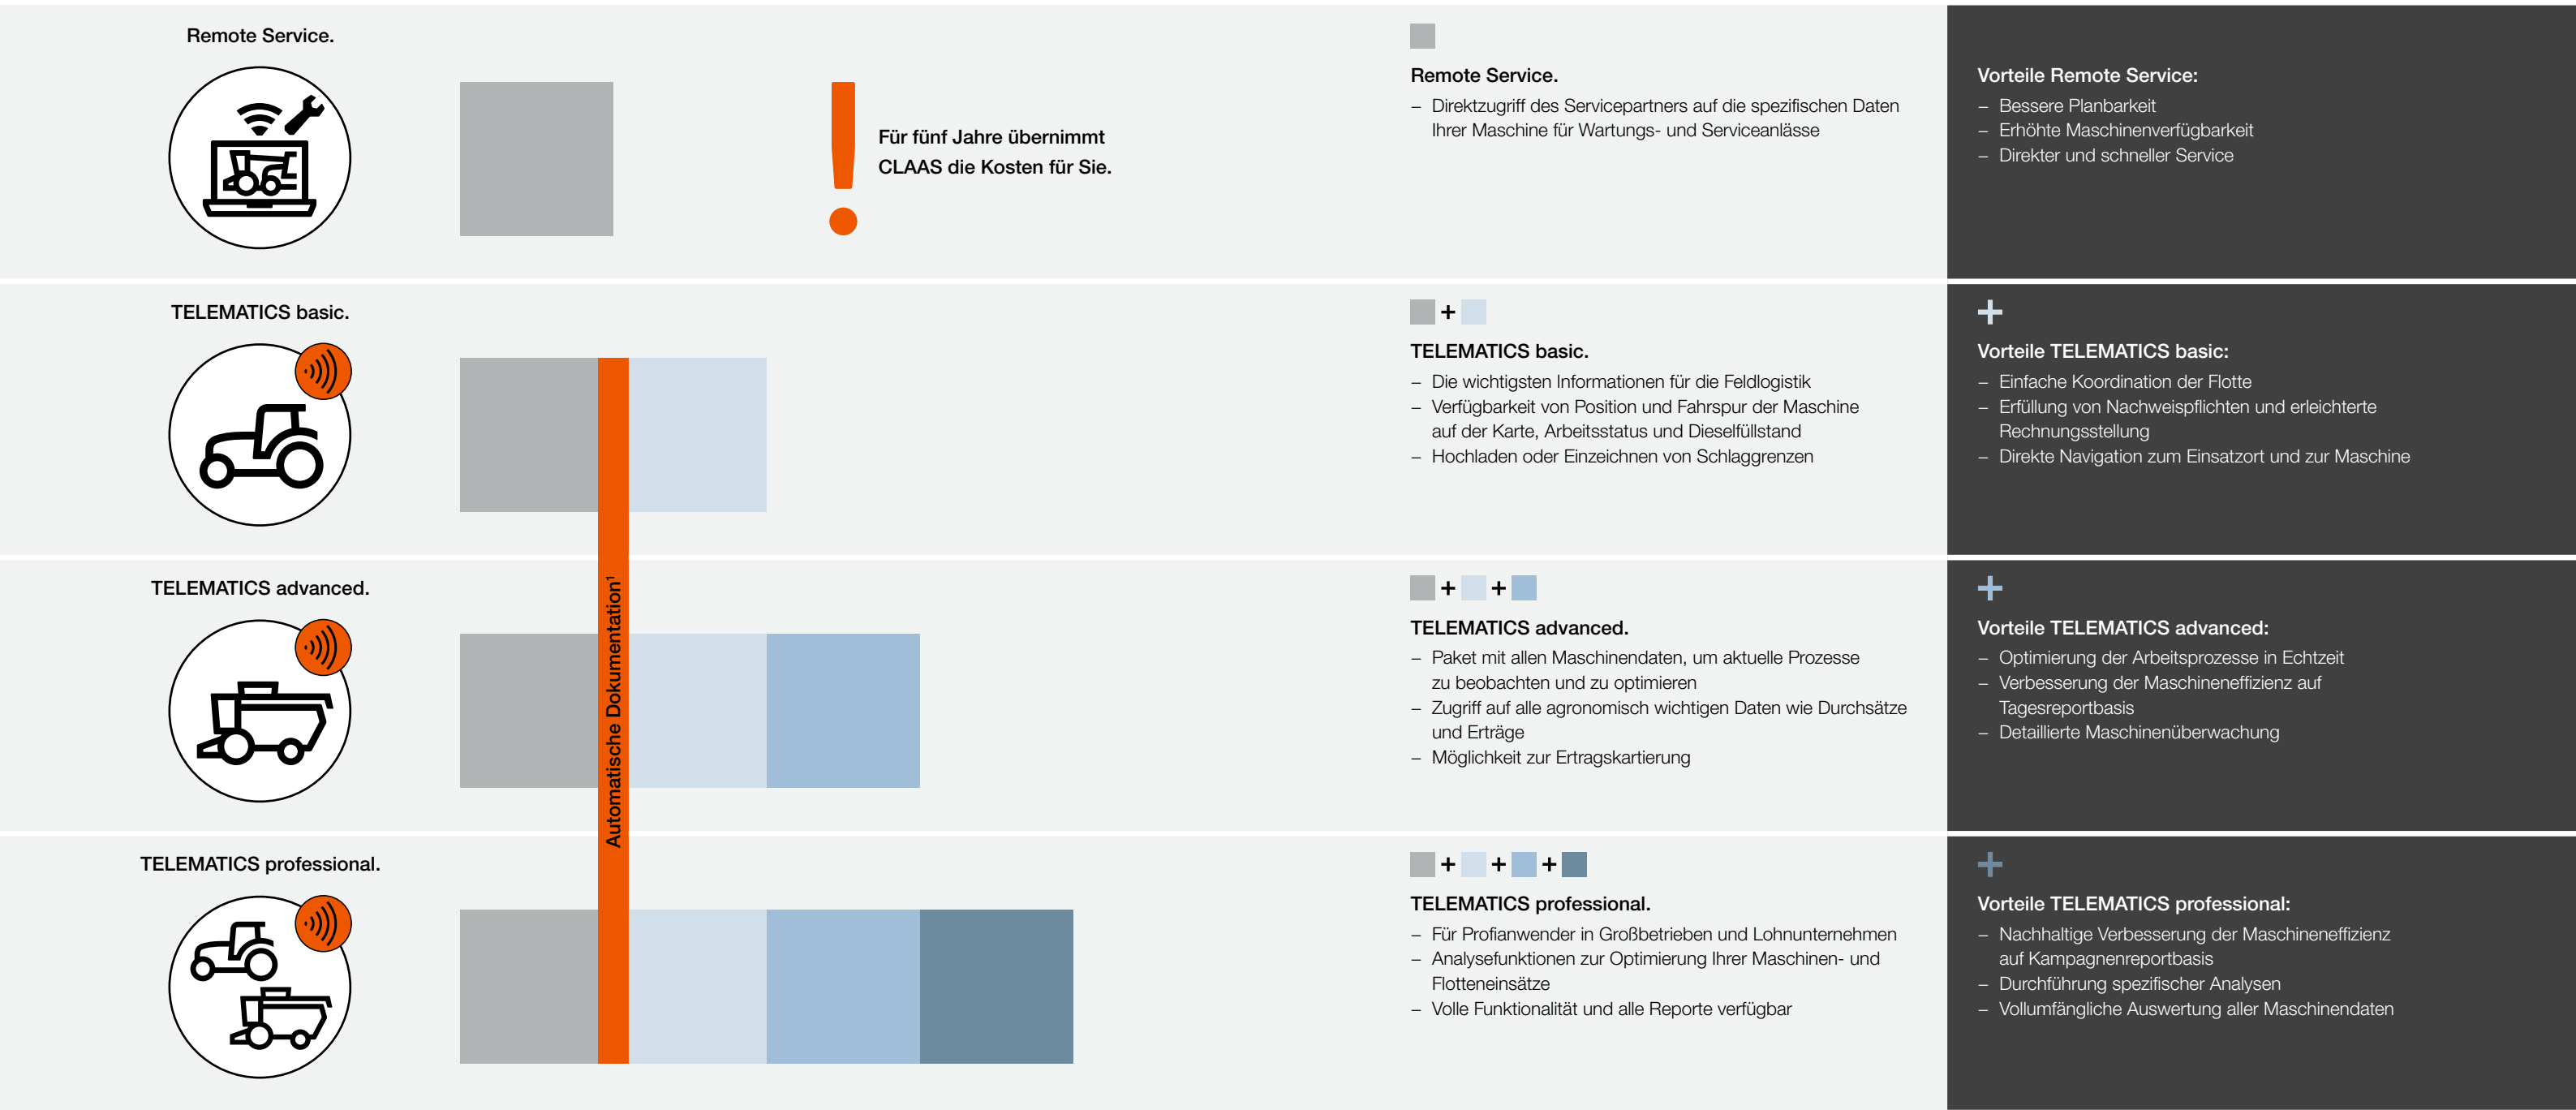 Remote Service.
Für fünf Jahre übernimmt
CLAAS die Kosten für Sie.
Remote Service.
– Direktzugriff des Servicepartners auf die spezifischen Daten
Ihrer Maschine für Wartungs- und Serviceanlässe
Vorteile Remote Service:
– Bessere Planbarkeit
– Erhöhte Maschinenverfügbarkeit
– Direkter und schneller Service
TELEMATICS basic.
+
TELEMATICS basic.
– Die wichtigsten Informationen für die Feldlogistik
– Verfügbarkeit von Position und Fahrspur der Maschine
auf der Karte, Arbeitsstatus und Dieselfüllstand
– Hochladen oder Einzeichnen von Schlaggrenzen
+
Vorteile TELEMATICS basic:
– Einfache Koordination der Flotte
– Erfüllung von Nachweispflichten und erleichterte
Rechnungsstellung
– Direkte Navigation zum Einsatzort und zur Maschine
Automatische Dokumentation¹
TELEMATICS advanced.
+ +
TELEMATICS advanced.
– Paket mit allen Maschinendaten, um aktuelle Prozesse
zu beobachten und zu optimieren
– Zugriff auf alle agronomisch wichtigen Daten wie Durchsätze
und Erträge
– Möglichkeit zur Ertragskartierung
+
Vorteile TELEMATICS advanced:
– Optimierung der Arbeitsprozesse in Echtzeit
– Verbesserung der Maschineneffizienz auf
Tagesreportbasis
– Detaillierte Maschinenüberwachung
TELEMATICS professional.
+ + +
TELEMATICS professional.
– Für Profianwender in Großbetrieben und Lohnunternehmen
– Analysefunktionen zur Optimierung Ihrer Maschinen- und
Flotteneinsätze
– Volle Funktionalität und alle Reporte verfügbar
+
Vorteile TELEMATICS professional:
– Nachhaltige Verbesserung der Maschineneffizienz
auf Kampagnenreportbasis
– Durchführung spezifischer Analysen
– Vollumfängliche Auswertung aller Maschinendaten